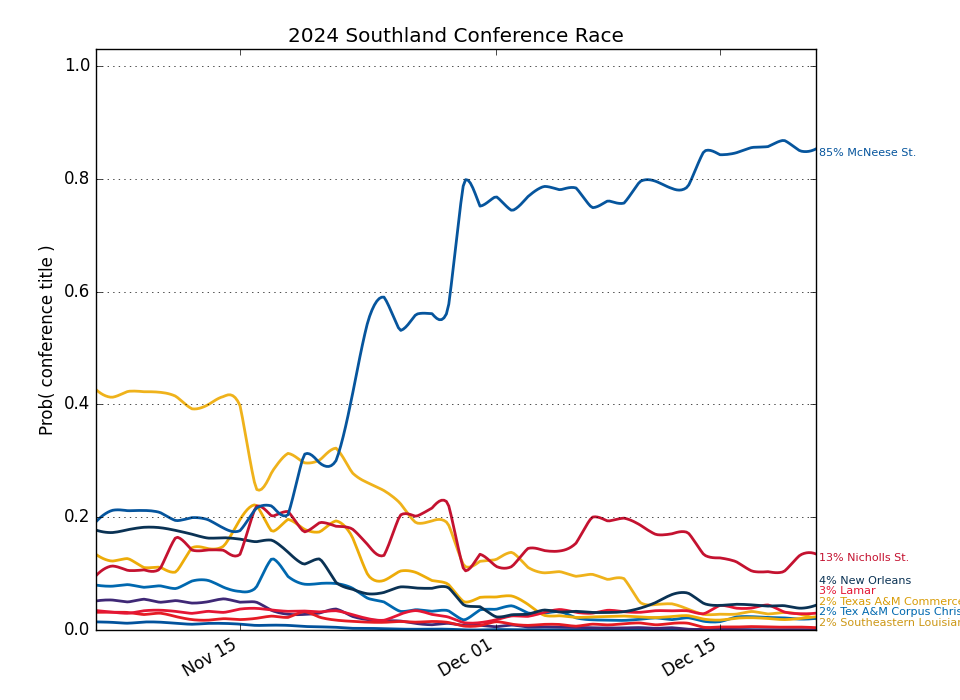 2024 Southland Conference Race
Prob( conference title )
1.0
0.8
0.6
0.4
0.2
0.0
Nov 15
Dec 01
Dec 15
85% McNeese St.
13% Nicholls St.
4% New Orleans
3% Lamar
2% Texas A&M Commerce
2% Tex A&M Corpus Chris
2% Southeastern Louisian